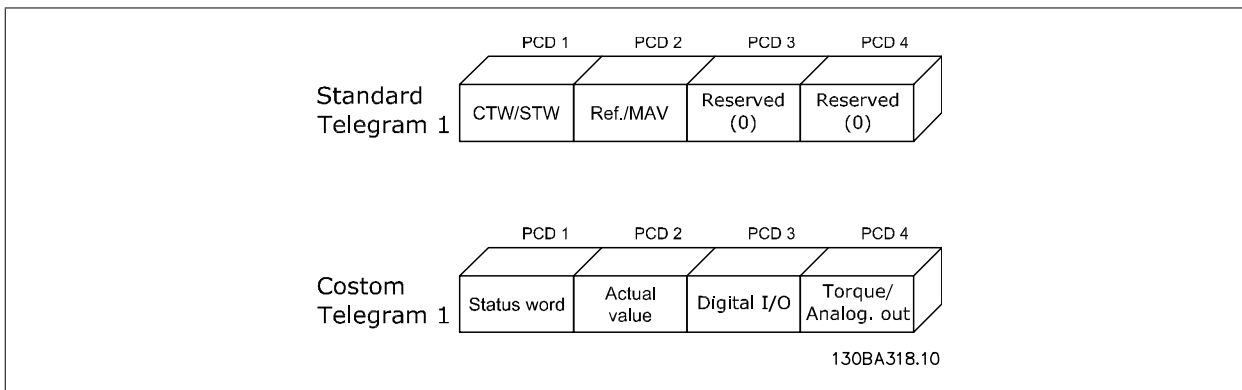 PCD 1 PCD 2 PCD 3 PCD 4
Standard
Telegram 1
CTW/STW
Ref./MAV
Reserved
(0)
Reserved
(0)
PCD 1 PCD 2 PCD 3 PCD 4
Costom
Telegram 1
Status word
Actual
value
Digital I/O
Torque/
Analog. out
130BA318.10